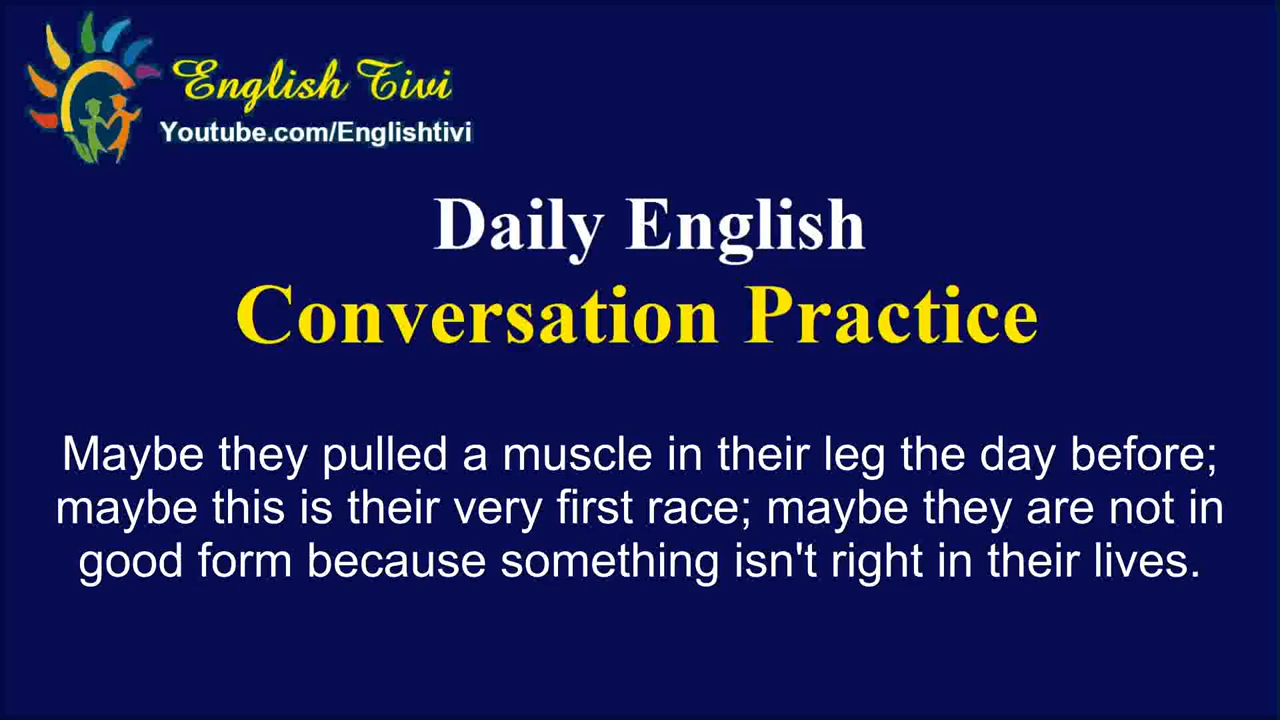 English Tivi
Youtube.com/Englishtivi
Daily English
Conversation Practice
Maybe they pulled a muscle in their leg the day before;
maybe this is their very first race; maybe they are not in
good form because something isn't right in their lives.